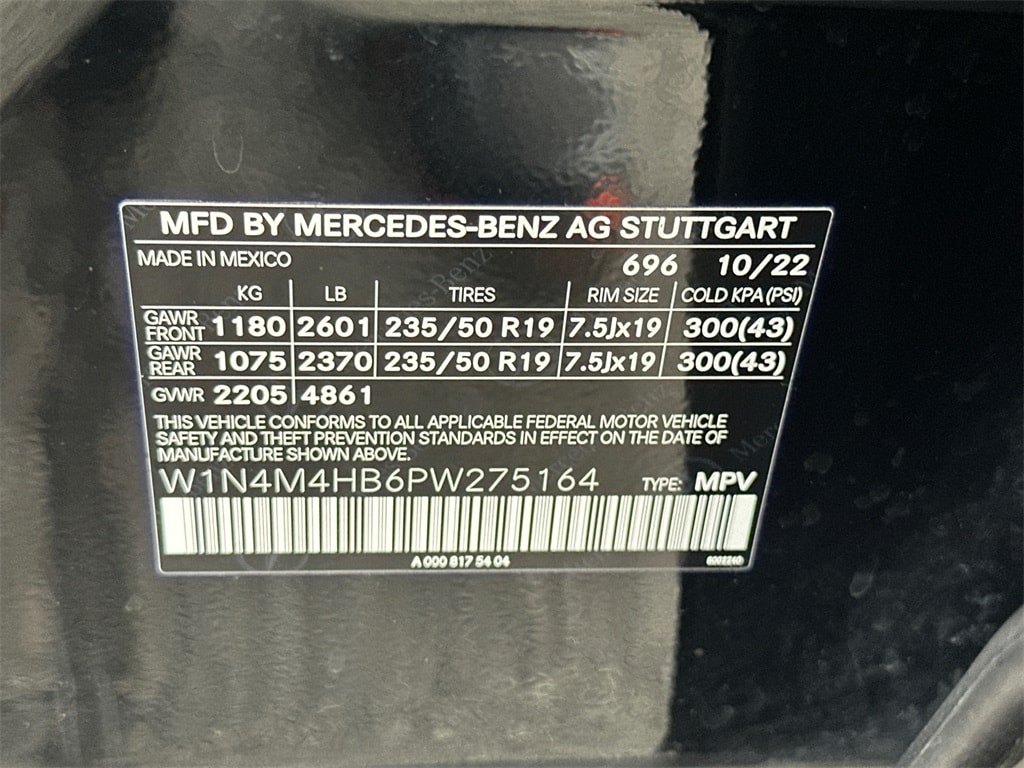 MFD BY MERCEDES-BENZ AG STUTTGART
MADE IN MEXICO 696 10/22
KG LB TIRES RIM SIZE COLD KPA (PSI)
GAWR FRONT 1180 2601 235/50 R19 7.5Jx19 300(43)
GAWR REAR 1075 2370 235/50 R19 7.5Jx19 300(43)
GVWR 2205 4861
THIS VEHICLE CONFORMS TO ALL APPLICABLE FEDERAL MOTOR VEHICLE
SAFETY AND THEFT PREVENTION STANDARDS IN EFFECT ON THE DATE OF
MANUFACTURE SHOWN ABOVE.
W1N4M4HB6PW275164 TYPE: MPV
A 000 817 54 04